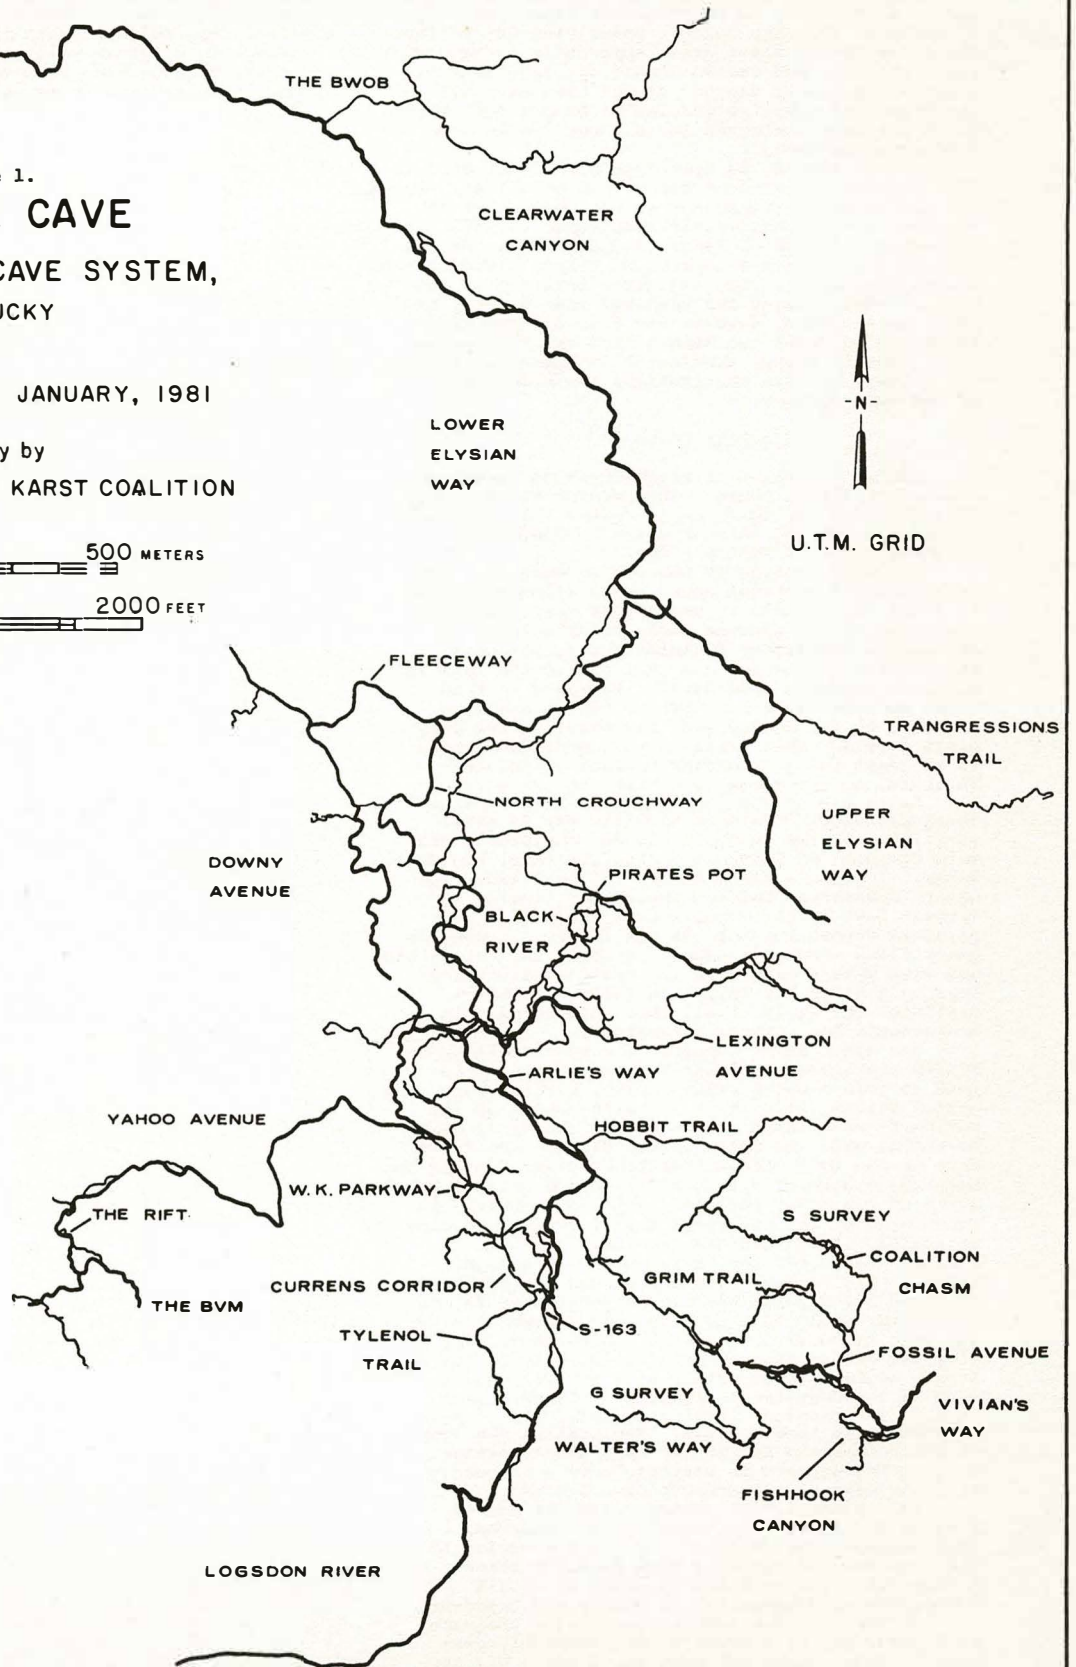 THE BWOB
1.
CAVE
CAVE SYSTEM,
JANUARY, 1981
by
KARST COALITION
500 METERS
2000 FEET
CLEARWATER
CANYON
LOWER
ELYSIAN
WAY
-N-
U.T.M. GRID
FLEECEWAY
TRANGRESSIONS
TRAIL
NORTH CROUCHWAY
UPPER
ELYSIAN
WAY
DOWNY
AVENUE
PIRATES POT
BLACK
RIVER
LEXINGTON
AVENUE
ARLIE'S WAY
YAHOO AVENUE
HOBBIT TRAIL
W.K. PARKWAY
THE RIFT
S SURVEY
COALITION
CHASM
CURRENS CORRIDOR
GRIM TRAIL
THE BVM
S-163
TYLENOL
TRAIL
FOSSIL AVENUE
G SURVEY
VIVIAN'S
WAY
WALTER'S WAY
FISHHOOK
CANYON
LOGSDON RIVER